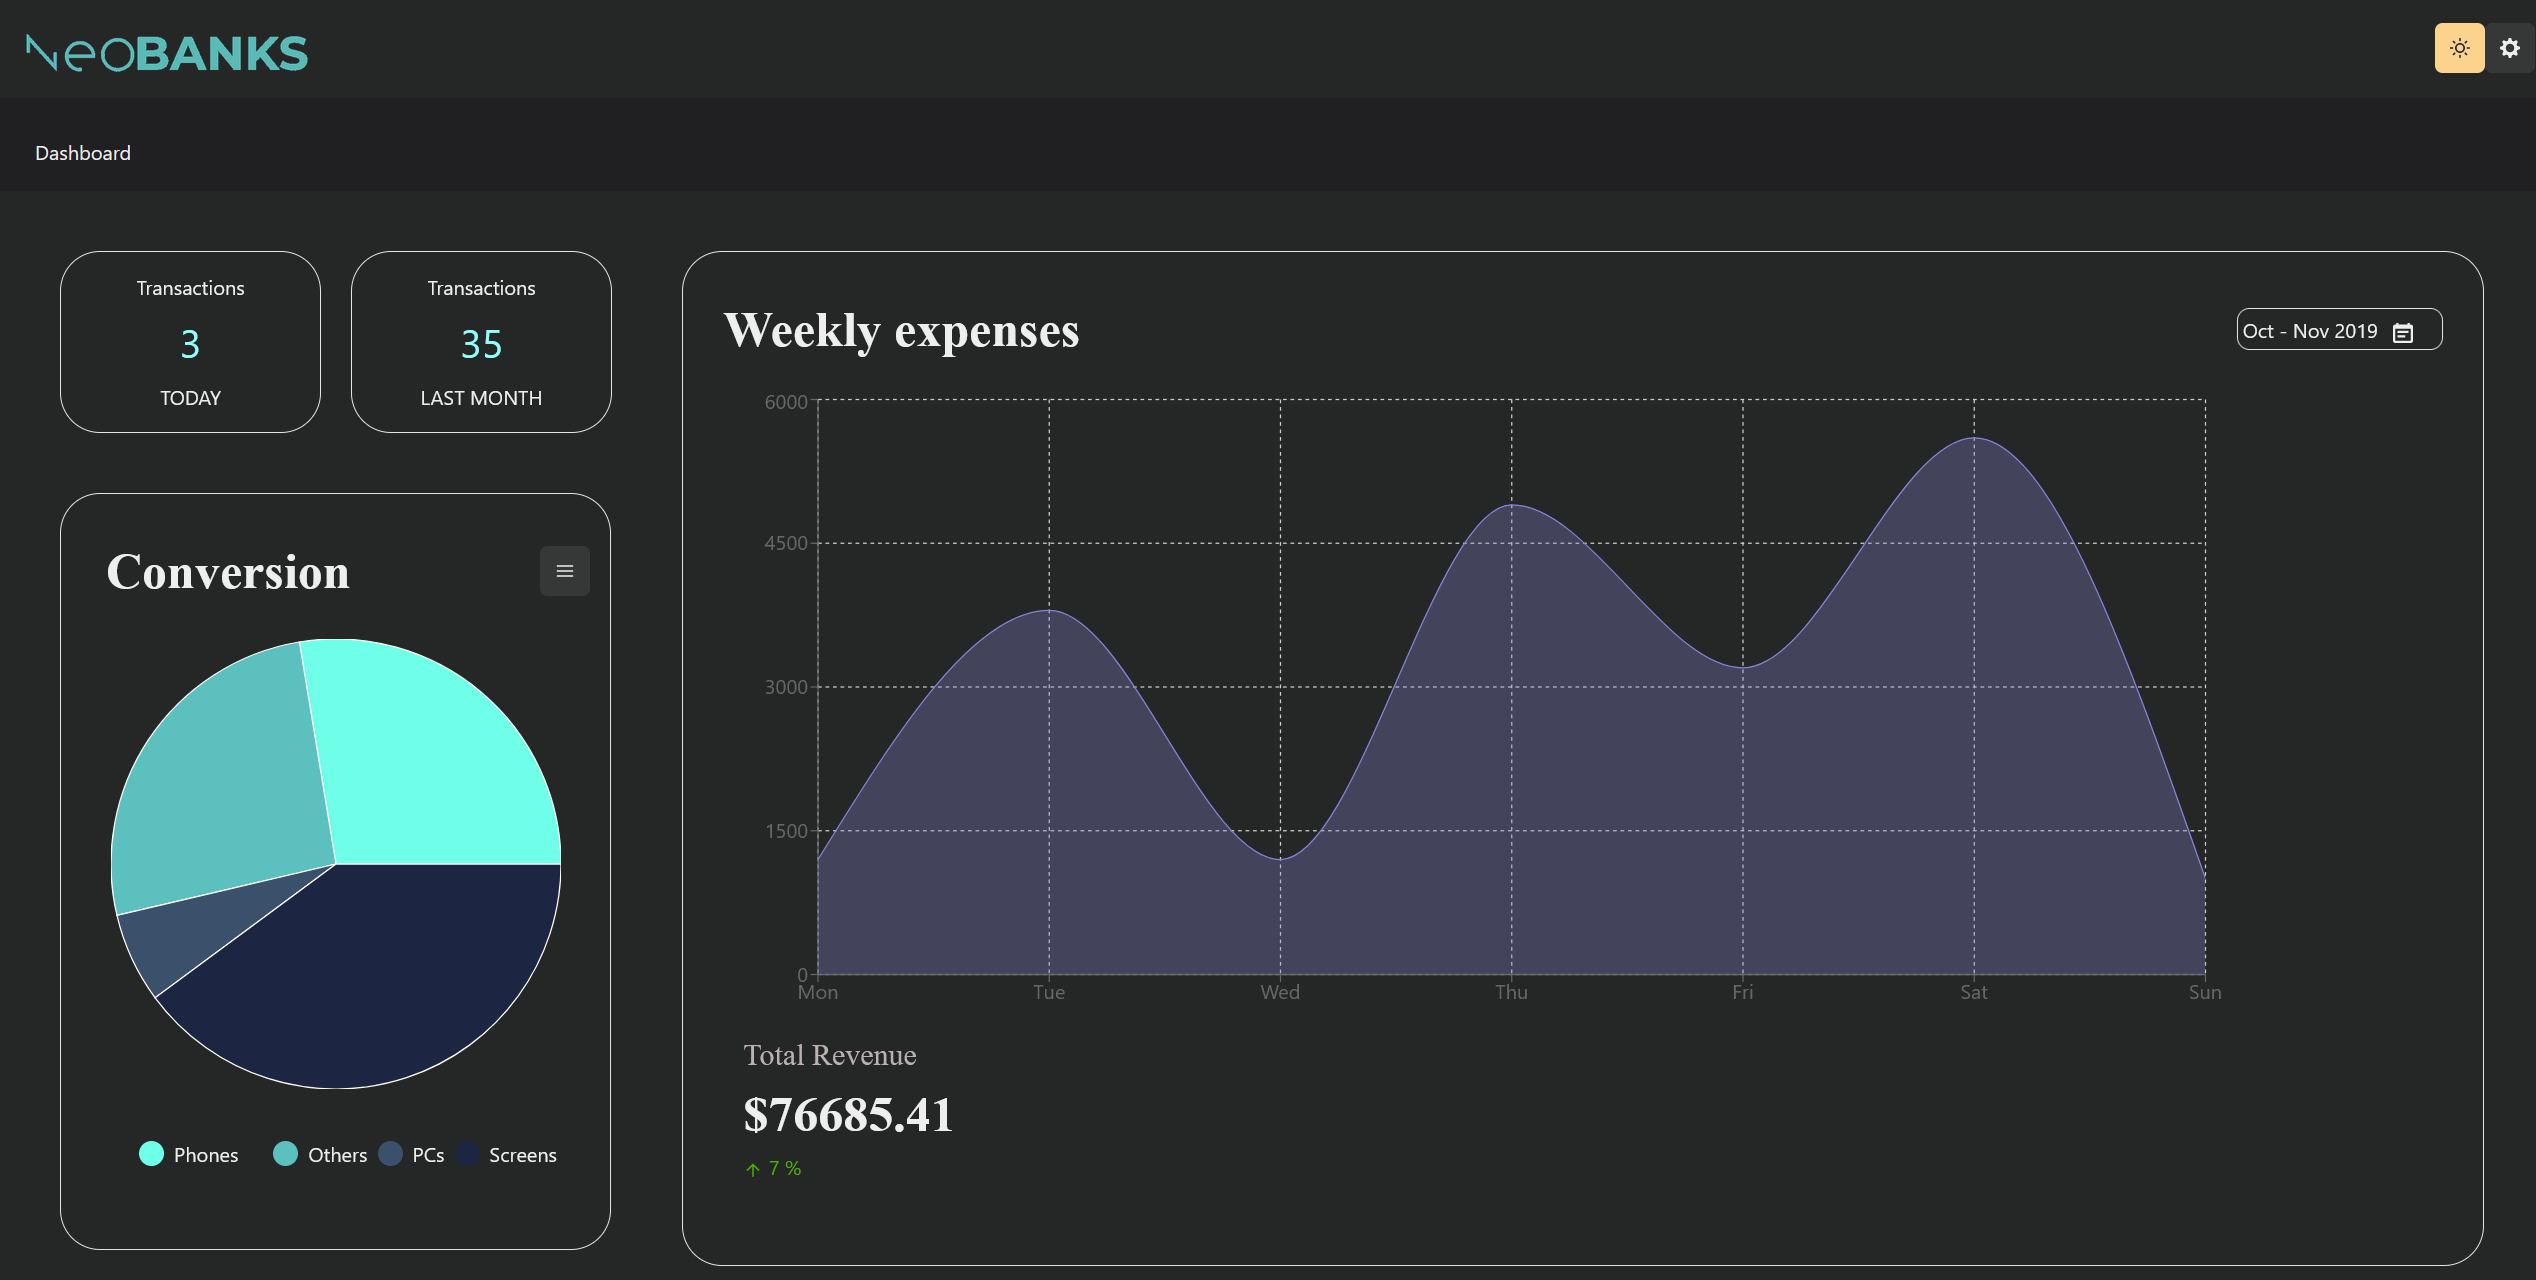 NeoBANKS
Dashboard
Transactions
3
TODAY
Transactions
35
LAST MONTH
Conversion
Phones Others PCs Screens
Weekly expenses
Oct - Nov 2019
6000
4500
3000
1500
0
Mon Tue Wed Thu Fri Sat Sun
Total Revenue
$76685.41
7 %